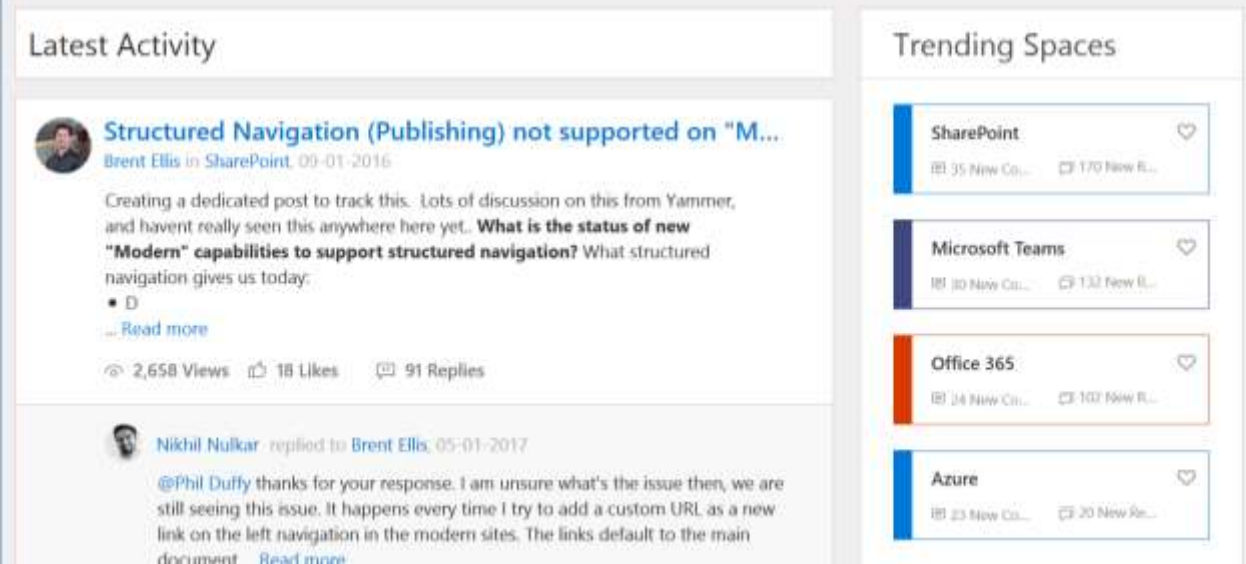 Latest Activity
Structured Navigation (Publishing) not supported on "M...
Brent Ellis in SharePoint, 09-01-2016
Creating a dedicated post to track this.  Lots of discussion on this from Yammer,
and havent really seen this anywhere here yet.. What is the status of new
"Modern" capabilities to support structured navigation? What structured
navigation gives us today:
• D
... Read more
2,658 Views 18 Likes 91 Replies
Nikhil Nulkar replied to Brent Ellis, 05-01-2017
@Phil Duffy thanks for your response. I am unsure what's the issue then, we are
still seeing this issue. It happens every time I try to add a custom URL as a new
link on the left navigation in the modern sites. The links default to the main
document... Read more
Trending Spaces
SharePoint
35 New Co... 170 New R...
Microsoft Teams
30 New Co... 132 New R...
Office 365
24 New Co... 102 New R...
Azure
23 New Co... 20 New Re...